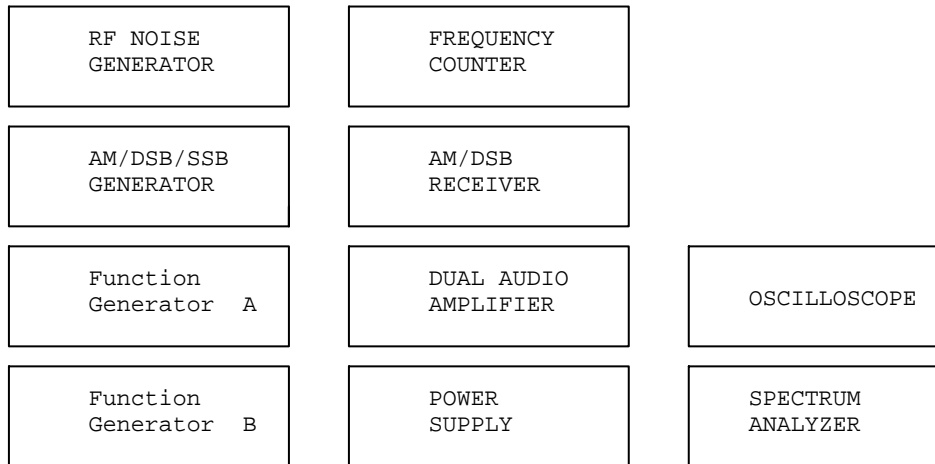 RF NOISE
GENERATOR
FREQUENCY
COUNTER
AM/DSB/SSB
GENERATOR
AM/DSB
RECEIVER
Function
Generator A
DUAL AUDIO
AMPLIFIER
OSCILLOSCOPE
Function
Generator B
POWER
SUPPLY
SPECTRUM
ANALYZER